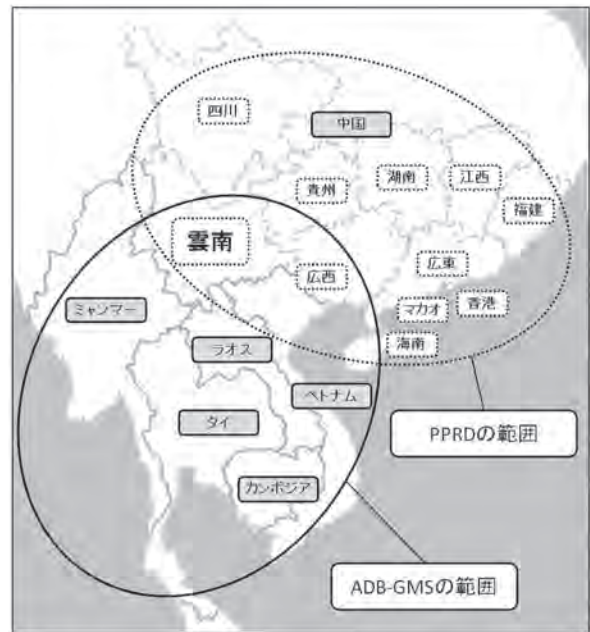 四川
中国
貴州
湖南
江西
福建
雲南
広西
広東
ミャンマー
マカオ
香港
ラオス
海南
ベトナム
タイ
PPRDの範囲
カンボジア
ADB-GMSの範囲